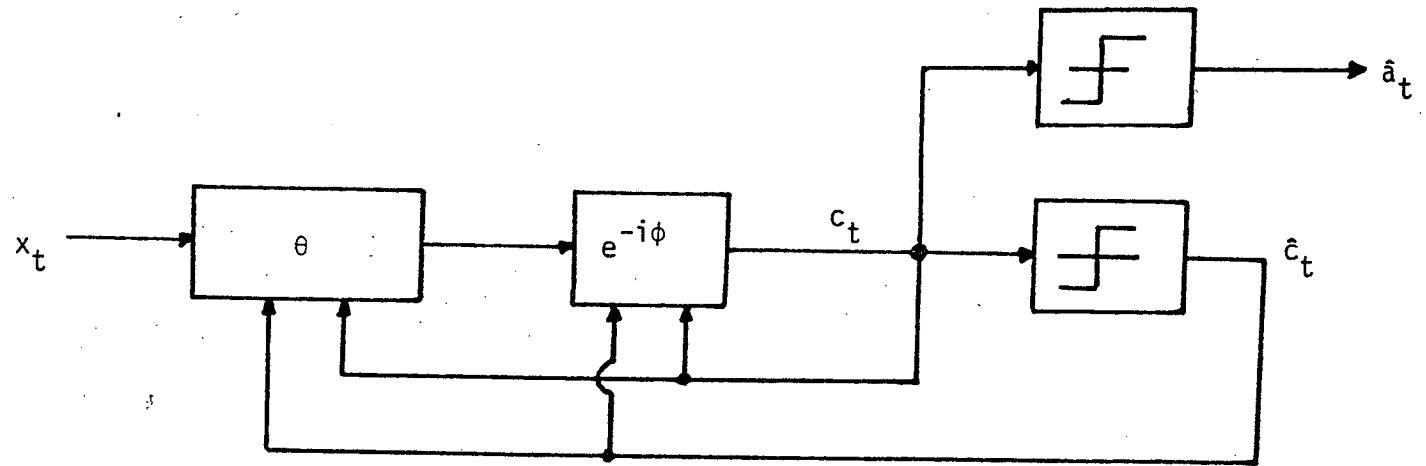 â_t
x_t
θ
e^{-iφ}
c_t
ĉ_t